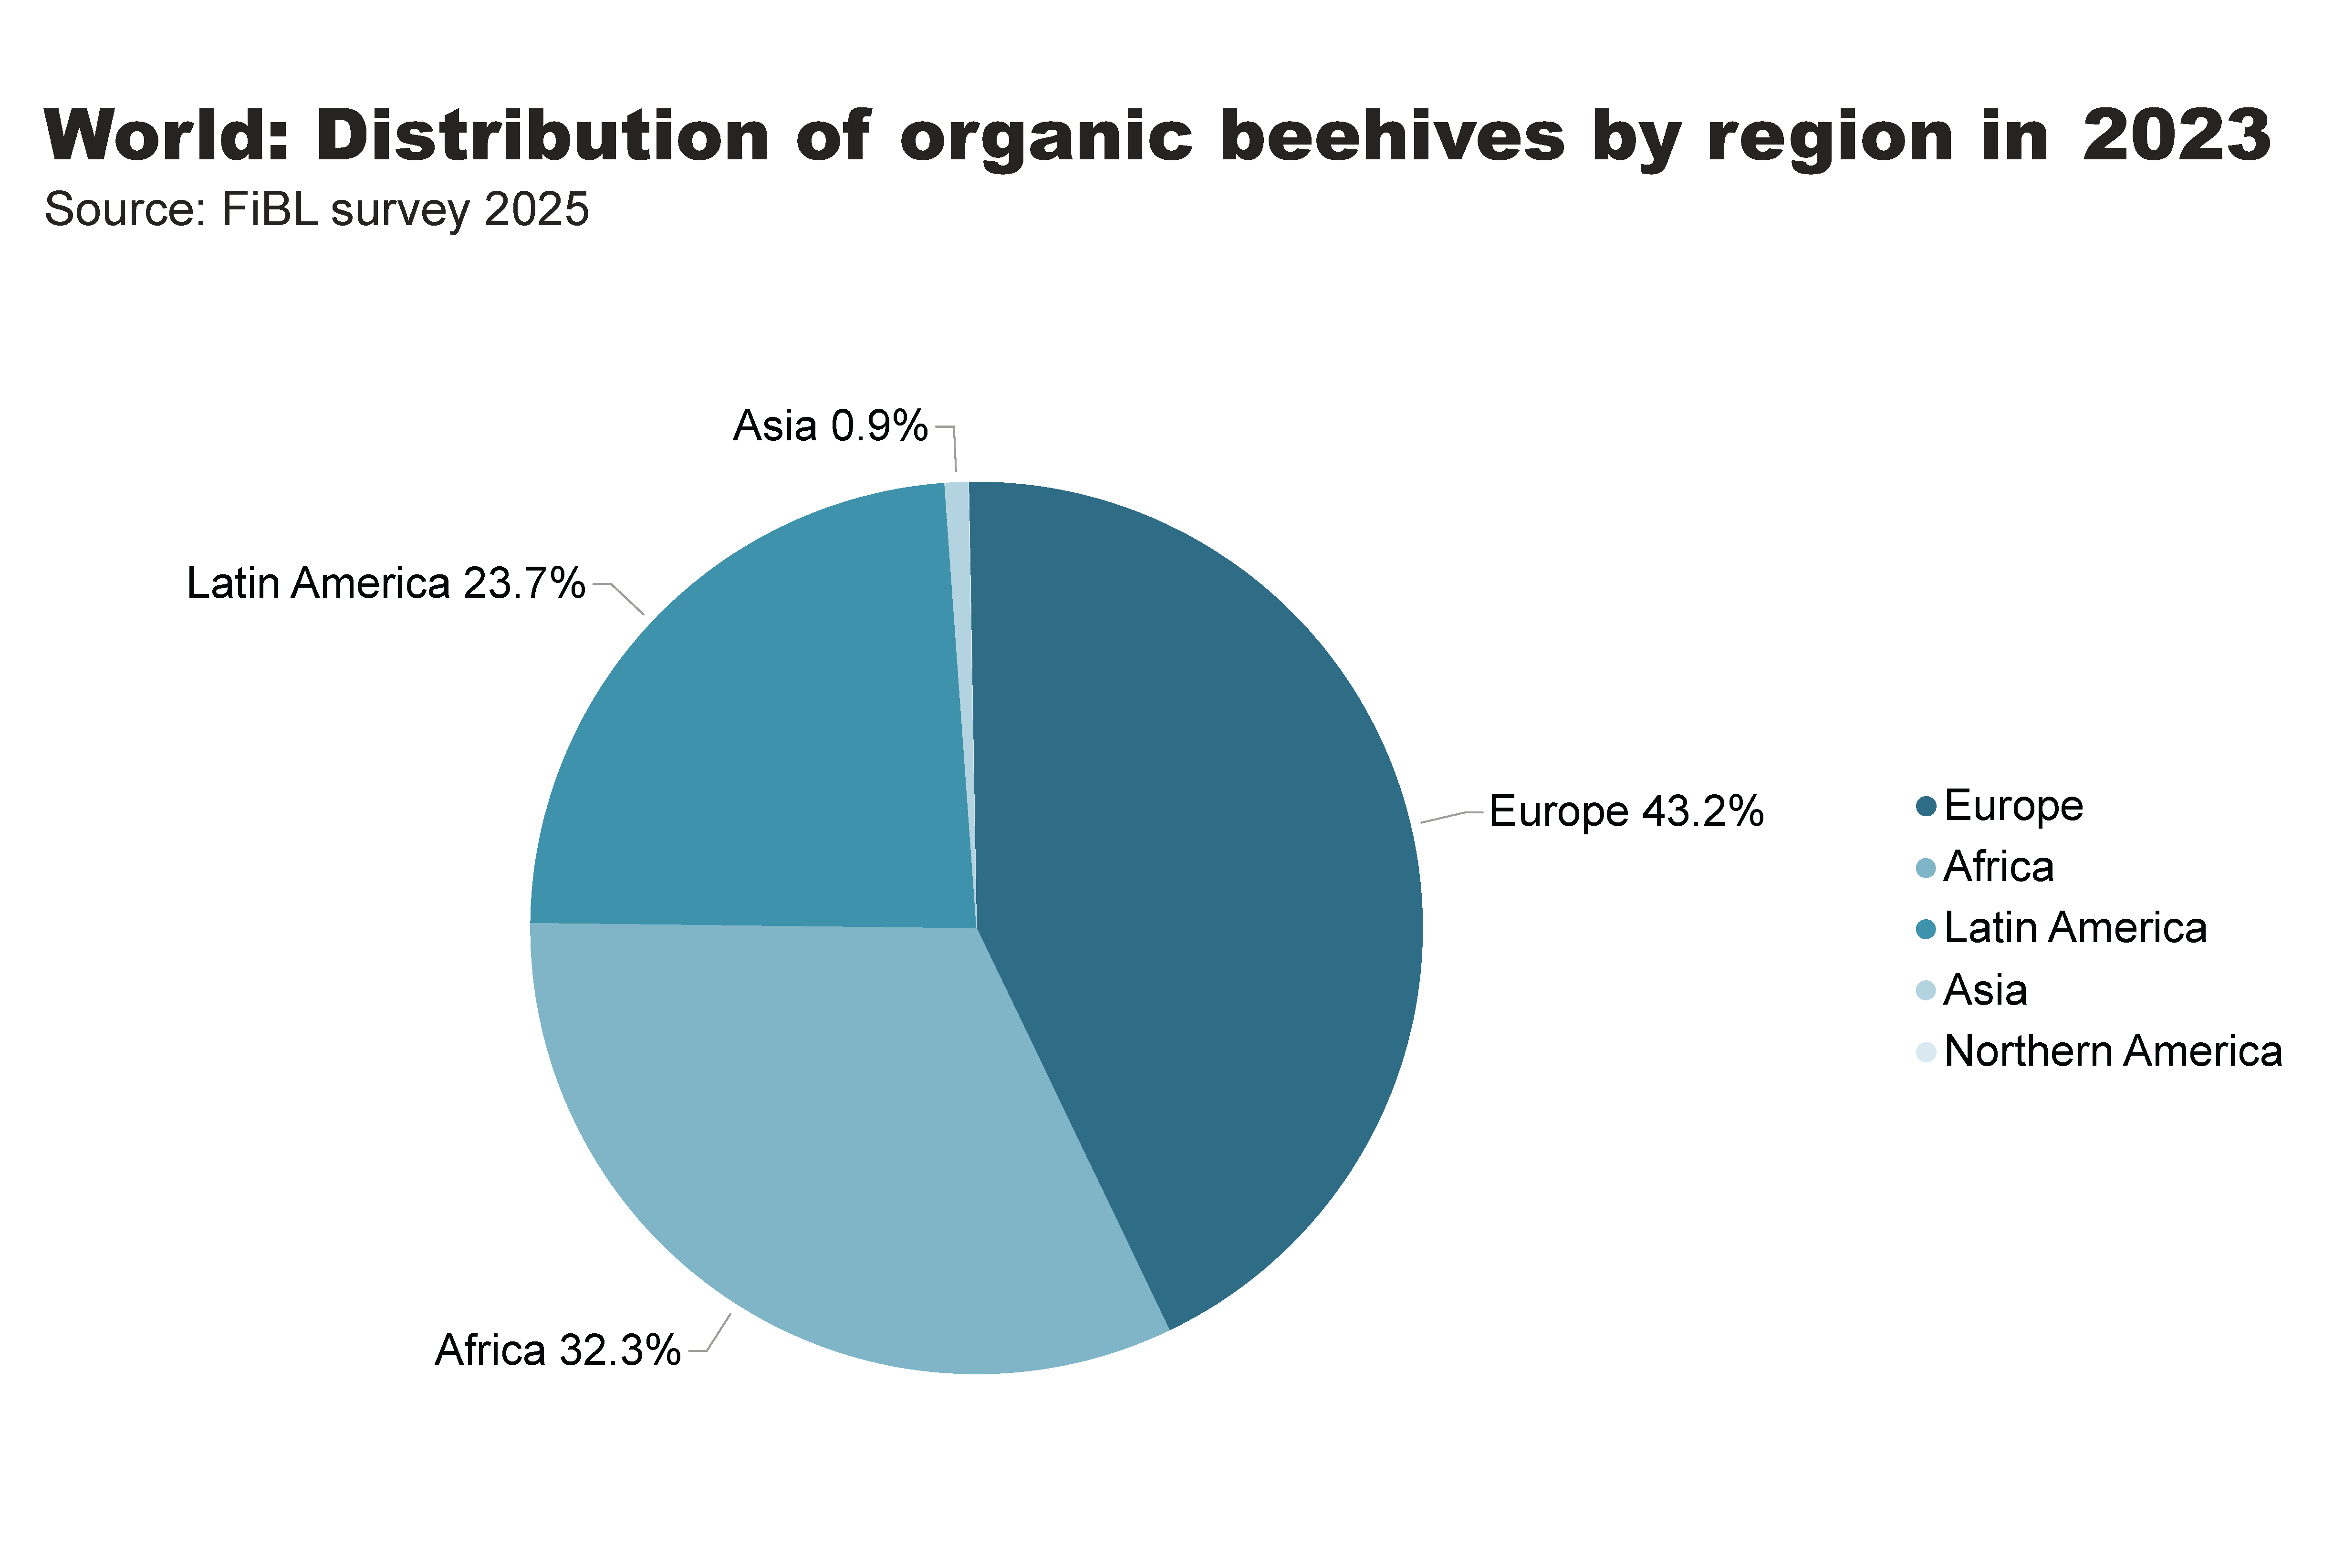 World: Distribution of organic beehives by region in 2023
Source: FiBL survey 2025
Asia 0.9%
Latin America 23.7%
Europe 43.2%
Africa 32.3%
Europe
Africa
Latin America
Asia
Northern America